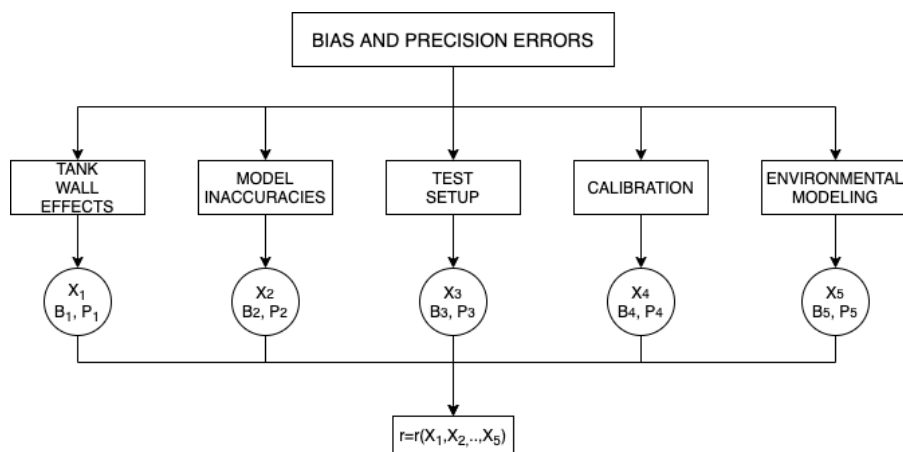 BIAS AND PRECISION ERRORS
TANK
WALL
EFFECTS
MODEL
INACCURACIES
TEST
SETUP
CALIBRATION
ENVIRONMENTAL
MODELING
X₁
B₁, P₁
X₂
B₂, P₂
X₃
B₃, P₃
X₄
B₄, P₄
X₅
B₅, P₅
r=r(X₁,X₂,..,X₅)